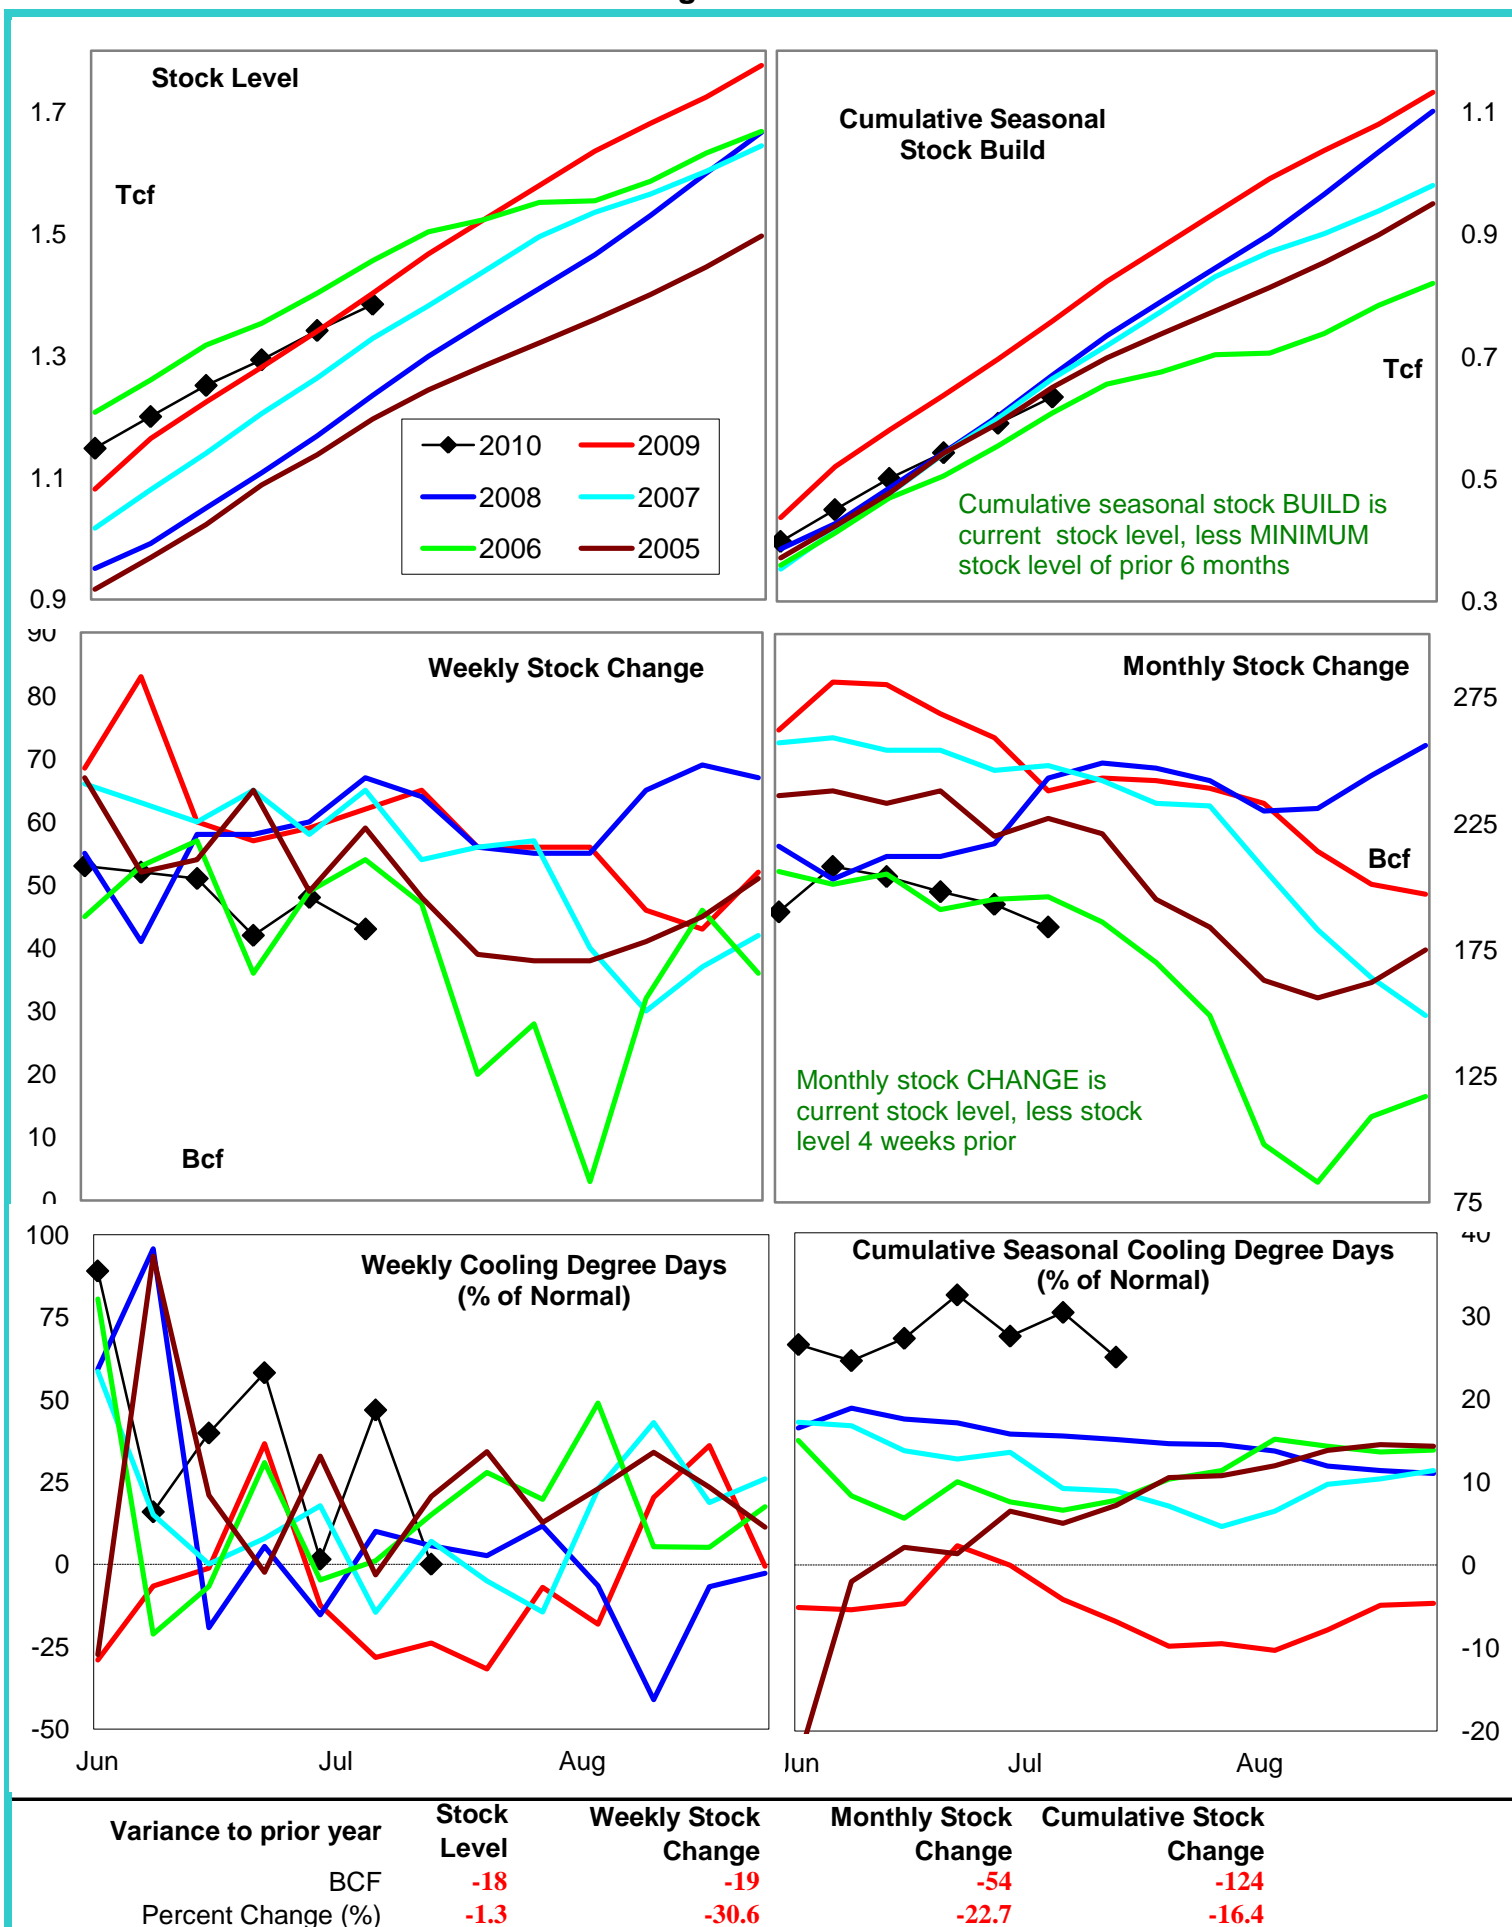 Stock Level
1.7
Tcf
1.5
1.3
1.1
0.9
2010 2009
2008 2007
2006 2005
Cumulative Seasonal
Stock Build
1.1
0.9
0.7
Tcf
0.5
0.3
Cumulative seasonal stock BUILD is
current stock level, less MINIMUM
stock level of prior 6 months
90
Weekly Stock Change
80
70
60
50
40
30
20
10
Bcf
0
Monthly Stock Change
275
225
Bcf
175
125
75
Monthly stock CHANGE is
current stock level, less stock
level 4 weeks prior
100
Weekly Cooling Degree Days
(% of Normal)
75
50
25
0
-25
-50
Jun Jul Aug
40
Cumulative Seasonal Cooling Degree Days
(% of Normal)
30
20
10
0
-10
-20
Jun Jul Aug
Variance to prior year Stock Level Weekly Stock Change Monthly Stock Change Cumulative Stock Change
BCF -18 -19 -54 -124
Percent Change (%) -1.3 -30.6 -22.7 -16.4